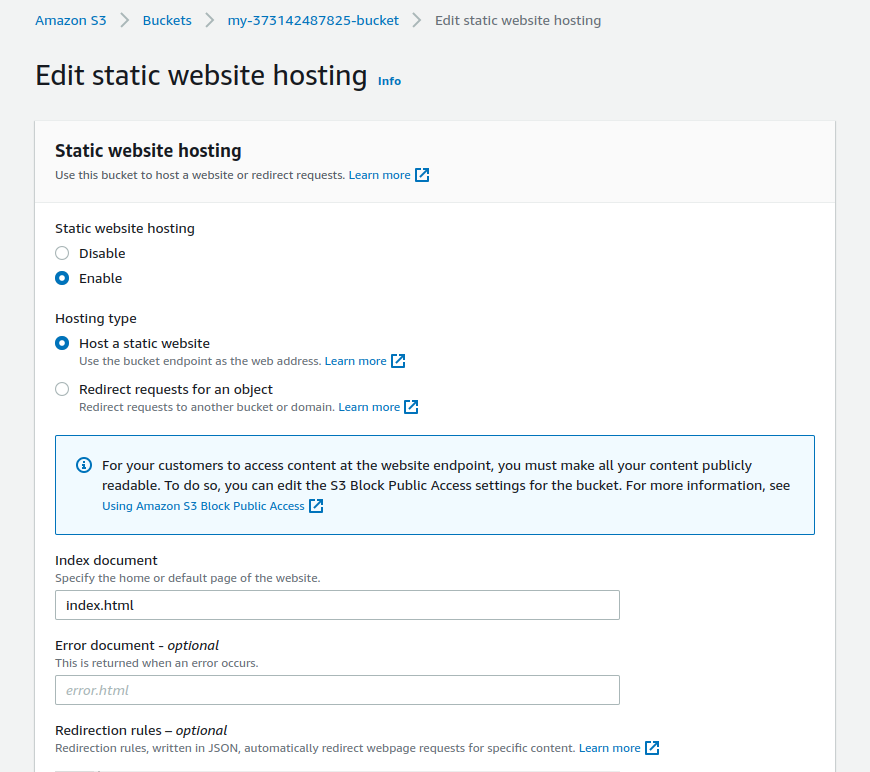 Amazon S3 > Buckets > my-373142487825-bucket > Edit static website hosting
Edit static website hosting Info
Static website hosting
Use this bucket to host a website or redirect requests. Learn more
Static website hosting
Disable
Enable
Hosting type
Host a static website
Use the bucket endpoint as the web address. Learn more
Redirect requests for an object
Redirect requests to another bucket or domain. Learn more
For your customers to access content at the website endpoint, you must make all your content publicly
readable. To do so, you can edit the S3 Block Public Access settings for the bucket. For more information, see
Using Amazon S3 Block Public Access
Index document
Specify the home or default page of the website.
index.html
Error document - optional
This is returned when an error occurs.
error.html
Redirection rules – optional
Redirection rules, written in JSON, automatically redirect webpage requests for specific content. Learn more